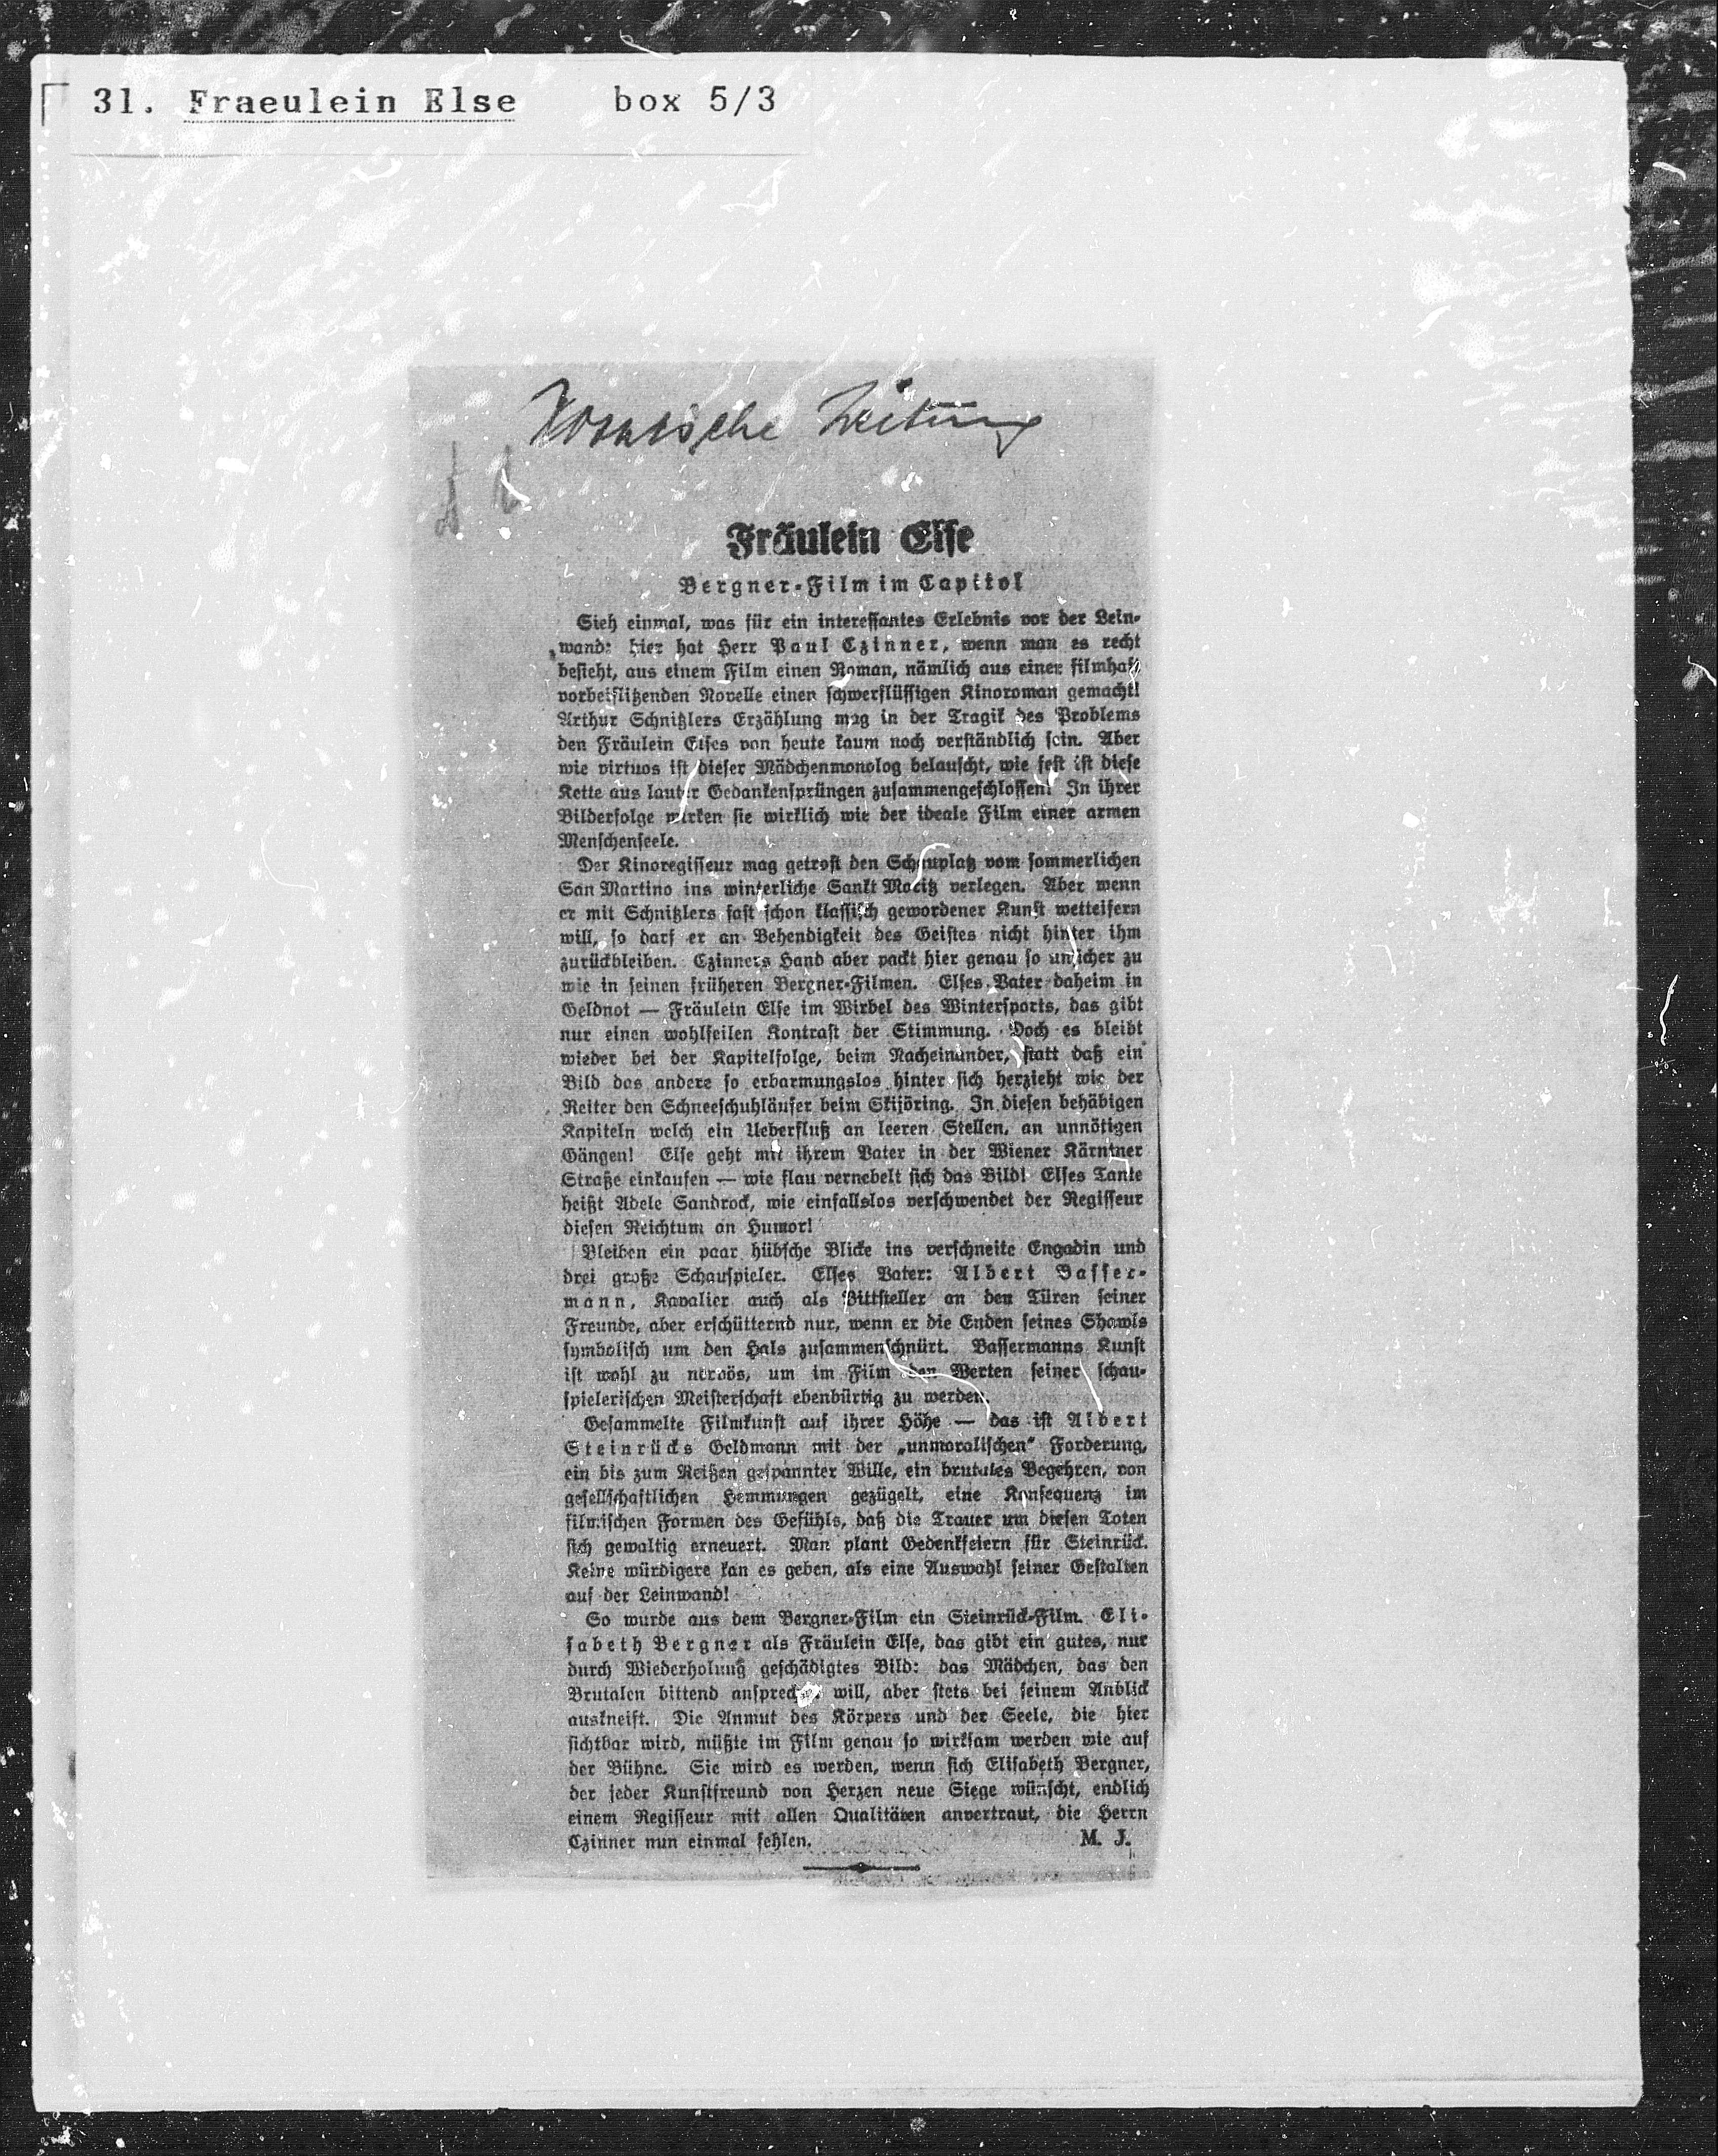 31. Fraeulein Else box 5/3
Vossische Zeitung
Fräulein Else
Bergner-Film im Capitol
Sieh einmal, was für ein interessantes Erlebnis vor der Lein-
wand: hier hat Herr Paul Czinner, wenn man es recht
besieht, aus einem Film einen Roman, nämlich aus einer filmhaft
vorbeiflitzenden Novelle einen schwerflüssigen Kinoroman gemacht!
Arthur Schnitzlers Erzählung mag in der Tragik des Problems
den Fräulein Elses von heute kaum noch verständlich sein. Aber
wie virtuos ist dieser Mädchenmonolog belauscht, wie fest ist diese
Kette aus lauter Gedankensprüngen zusammengeschlossen! In ihrer
Bilderfolge wirken sie wirklich wie der ideale Film einer armen
Menschenseele.
Der Kinoregisseur mag getrost den Schauplatz vom sommerlichen
San Martino ins winterliche Sankt Moritz verlegen. Aber wenn
er mit Schnitzlers fast schon klassisch gewordener Kunst wetteifern
will, so darf er an Behendigkeit des Geistes nicht hinter ihm
zurückbleiben. Czinners Hand aber packt hier genau so unsicher zu
wie in seinen früheren Bergner-Filmen. Elses Vater daheim in
Geldnot — Fräulein Else im Wirbel des Wintersports, das gibt
nur einen wohlfeilen Kontrast der Stimmung. Doch es bleibt
wieder bei der Kapitelfolge, beim Nacheinander, statt daß ein
Bild das andere so erbarmungslos hinter sich herzieht wie der
Reiter den Schneeschuhläufer beim Skijöring. In diesen behäbigen
Kapiteln welch ein Ueberfluß an leeren Stellen, an unnötigen
Gängen! Else geht mit ihrem Vater in der Wiener Kärntner
Straße einkaufen — wie flau vernebelt sich das Bild! Elses Tante
heißt Adele Sandrock, wie einfallslos verschwendet der Regisseur
diesen Reichtum an Humor!
Bleiben ein paar hübsche Blicke ins verschneite Engadin und
drei große Schauspieler. Elses Vater: Albert Basser-
mann, Kavalier auch als Bittsteller an den Türen seiner
Freunde, aber erschütternd nur, wenn er die Enden seines Shawls
symbolisch um den Hals zusammenschnürt. Bassermanns Kunst
ist wohl zu nervös, um im Film den Werten seiner schau-
spielerischen Meisterschaft ebenbürtig zu werden.
Gesammelte Filmkunst auf ihrer Höhe — das ist Albert
Steinrücks Geldmann mit der „unmoralischen“ Forderung,
ein bis zum Reißen gespannter Wille, ein brutales Begehren, von
gesellschaftlichen Hemmungen gezügelt, eine Konsequenz im
filmischen Formen des Gefühls, daß die Trauer um diesen Toten
sich gewaltig erneuert. Man plant Gedenkfeiern für Steinrück.
Keine würdigere kan es geben, als eine Auswahl seiner Gestalten
auf der Leinwand!
So wurde aus dem Bergner-Film ein Steinrück-Film. Eli-
sabeth Bergner als Fräulein Else, das gibt ein gutes, nur
durch Wiederholung geschädigtes Bild: das Mädchen, das den
Brutalen bittend ansprechen will, aber stets bei seinem Anblick
auskneift. Die Anmut des Körpers und der Seele, die hier
sichtbar wird, müßte im Film genau so wirksam werden wie auf
der Bühne. Sie wird es werden, wenn sich Elisabeth Bergner,
der jeder Kunstfreund von Herzen neue Siege wünscht, endlich
einem Regisseur mit allen Qualitäten anvertraut, die Herrn
Czinner nun einmal fehlen. M. J.